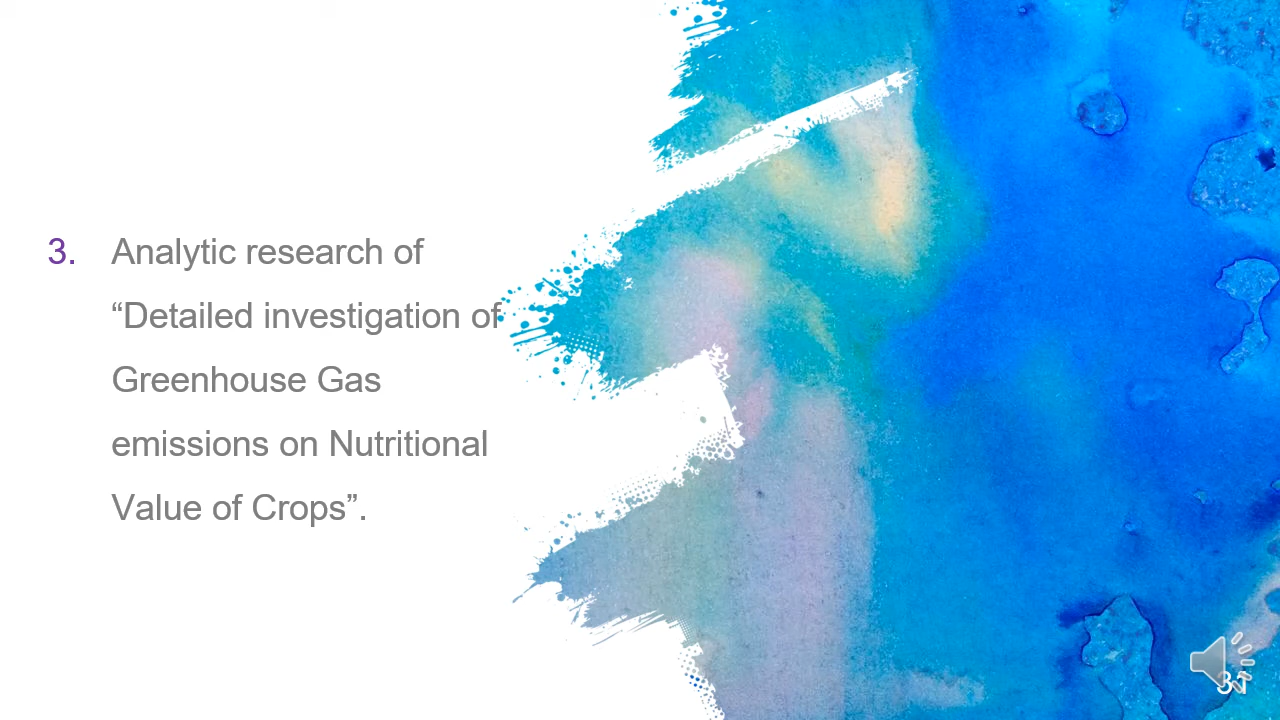 3. Analytic research of
“Detailed investigation of
Greenhouse Gas
emissions on Nutritional
Value of Crops”.